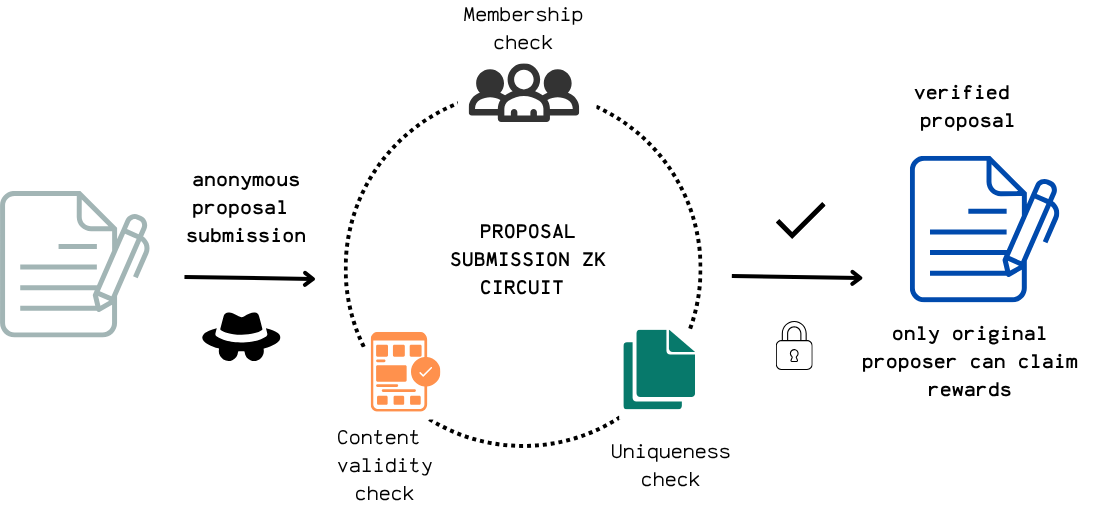 Membership
check
anonymous
proposal
submission
PROPOSAL
SUBMISSION ZK
CIRCUIT
Content
validity
check
Uniqueness
check
verified
proposal
only original
proposer can claim
rewards